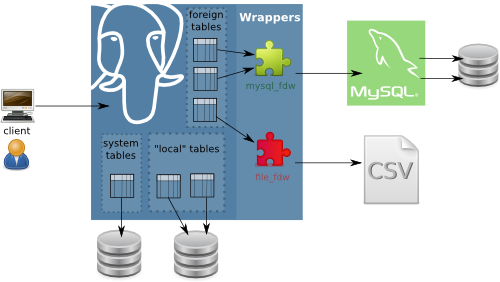 foreign
tables
Wrappers
mysql_fdw
MySQL®
client
system
tables
"local" tables
file_fdw
CSV